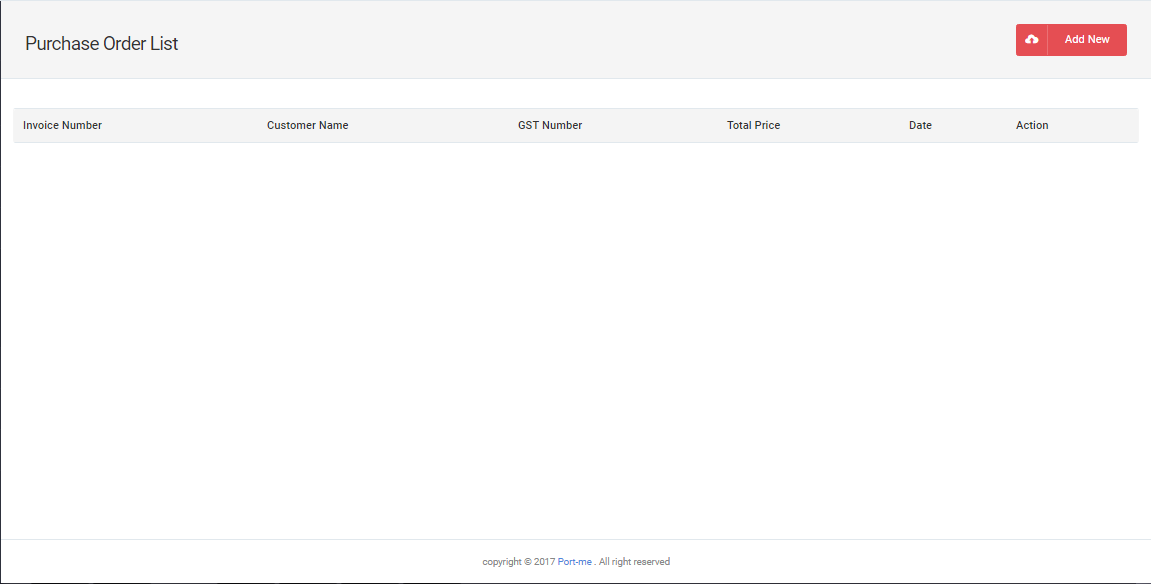 Purchase Order List
Add New
Invoice Number Customer Name GST Number Total Price Date Action
copyright © 2017 Port-me . All right reserved